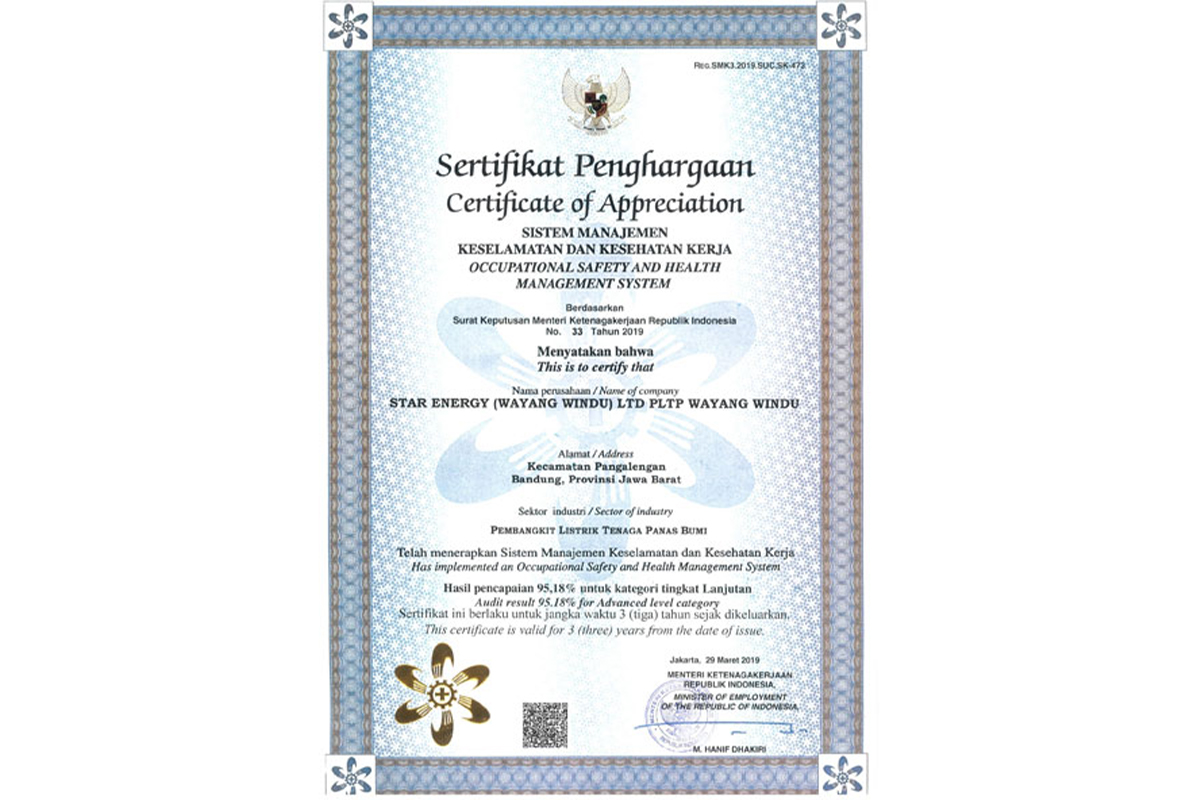 REG.SMK3.2019.SUC.SK-473
Sertifikat Penghargaan
Certificate of Appreciation
SISTEM MANAJEMEN
KESELAMATAN DAN KESEHATAN KERJA
OCCUPATIONAL SAFETY AND HEALTH
MANAGEMENT SYSTEM
Berdasarkan
Surat Keputusan Menteri Ketenagakerjaan Republik Indonesia
No. 33 Tahun 2019
Menyatakan bahwa
This is to certify that
Nama perusahaan / Name of company
STAR ENERGY (WAYANG WINDU) LTD PLTP WAYANG WINDU
Alamat / Address
Kecamatan Pangalengan
Bandung, Provinsi Jawa Barat
Sektor industri / Sector of industry
PEMBANGKIT LISTRIK TENAGA PANAS BUMI
Telah menerapkan Sistem Manajemen Keselamatan dan Kesehatan Kerja
Has implemented an Occupational Safety and Health Management System
Hasil pencapaian 95,18% untuk kategori tingkat Lanjutan
Audit result 95.18% for Advanced level category
Sertifikat ini berlaku untuk jangka waktu 3 (tiga) tahun sejak dikeluarkan.
This certificate is valid for 3 (three) years from the date of issue.
Jakarta, 29 Maret 2019
MENTERI KETENAGAKERJAAN
REPUBLIK INDONESIA,
MINISTER OF EMPLOYMENT
OF THE REPUBLIC OF INDONESIA,
M. HANIF DHAKIRI